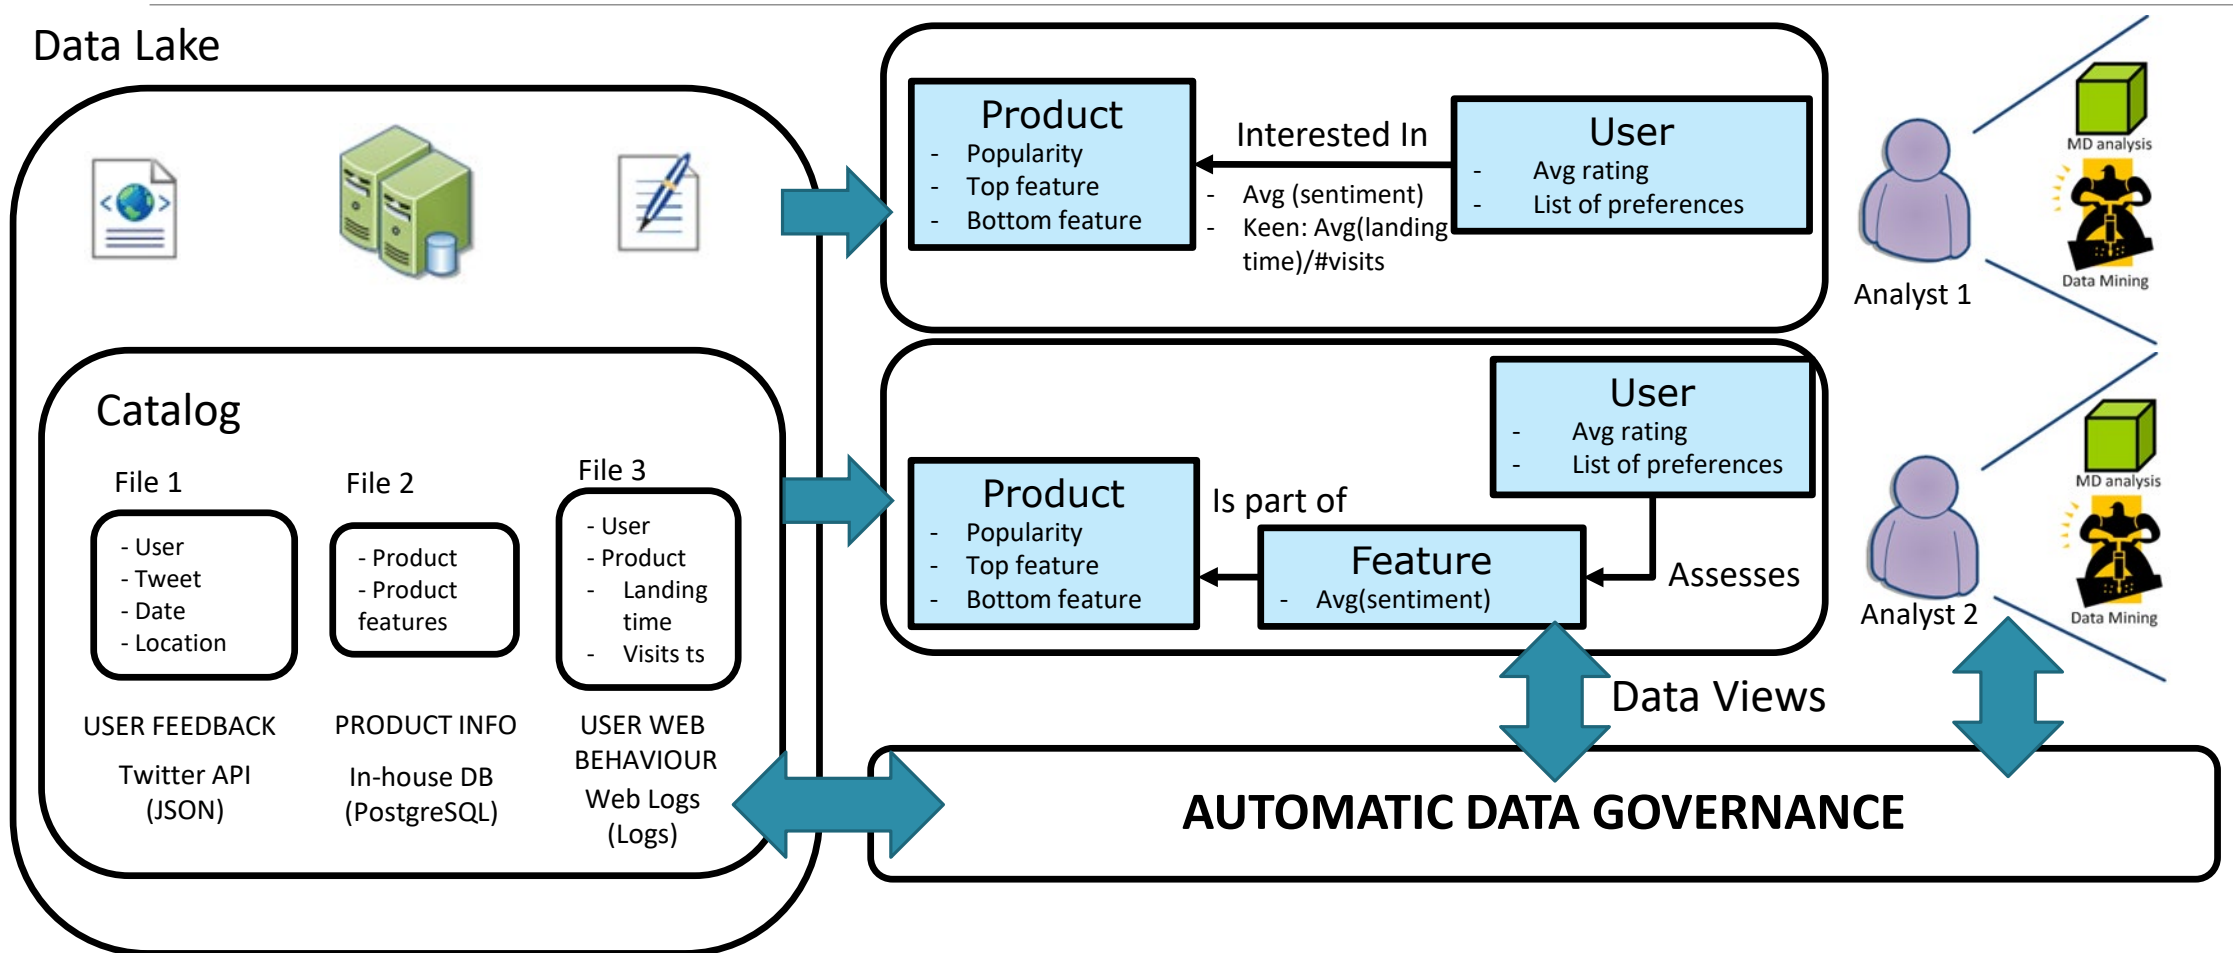 Data Lake
Catalog
File 1
- User
- Tweet
- Date
- Location
USER FEEDBACK
Twitter API
(JSON)
File 2
- Product
- Product
features
PRODUCT INFO
In-house DB
(PostgreSQL)
File 3
- User
- Product
- Landing
time
- Visits ts
USER WEB
BEHAVIOUR
Web Logs
(Logs)
Product
- Popularity
- Top feature
- Bottom feature
Interested In
- Avg (sentiment)
- Keen: Avg(landing
time)/#visits
User
- Avg rating
- List of preferences
Analyst 1
MD analysis
Data Mining
Product
- Popularity
- Top feature
- Bottom feature
Is part of
Feature
- Avg(sentiment)
User
- Avg rating
- List of preferences
Assesses
Analyst 2
MD analysis
Data Mining
Data Views
AUTOMATIC DATA GOVERNANCE